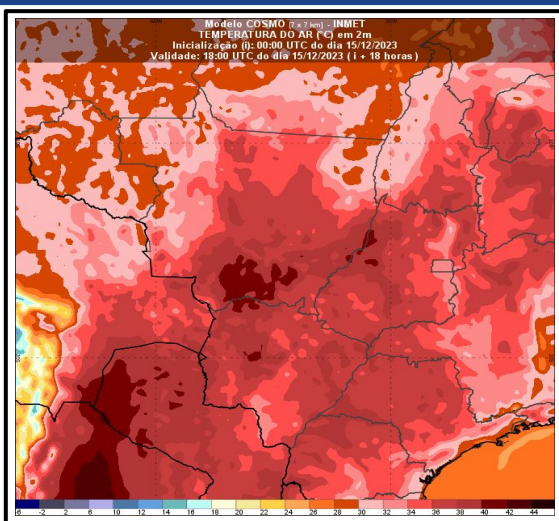 Modelo COSMO [7 x 7 km] - INMET
TEMPERATURA DO AR (°C) em 2m
Inicialização (i): 00:00 UTC do dia 15/12/2023
Validade: 18:00 UTC do dia 15/12/2023 ( i + 18 horas )
-6 -2 2 6 10 12 14 16 18 20 22 24 26 28 30 32 34 36 38 40 42 44